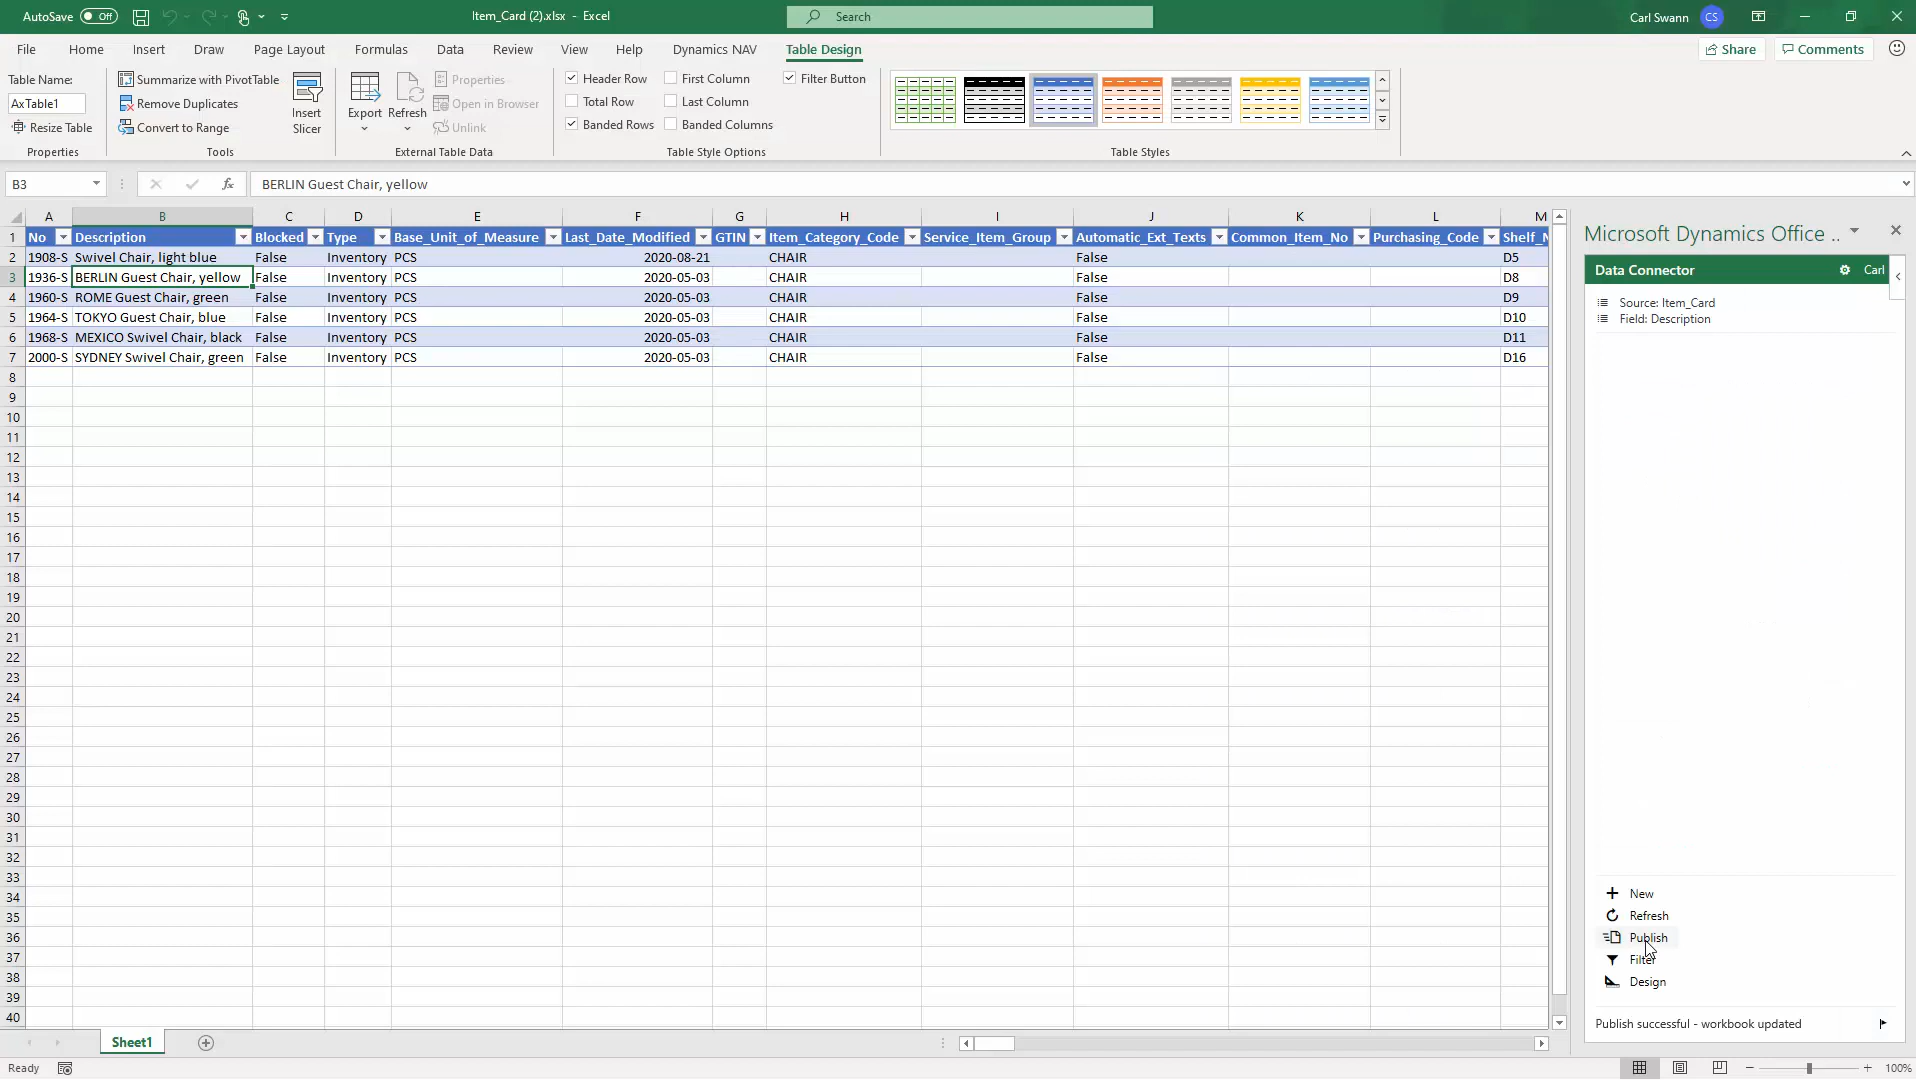 AutoSave Off Item_Card (2).xlsx - Excel Search Carl Swann CS
File Home Insert Draw Page Layout Formulas Data Review View Help Dynamics NAV Table Design Share Comments
Table Name:
AxTable1
Resize Table
Properties
Summarize with PivotTable
Remove Duplicates
Convert to Range
Insert
Slicer
Tools
Export
Refresh
Properties
Open in Browser
Unlink
External Table Data
Header Row First Column Filter Button
Total Row Last Column
Banded Rows Banded Columns
Table Style Options
Table Styles
B3 fx BERLIN Guest Chair, yellow
A B C D E F G H I J K L M
1 No Description Blocked Type Base_Unit_of_Measure Last_Date_Modified GTIN Item_Category_Code Service_Item_Group Automatic_Ext_Texts Common_Item_No Purchasing_Code Shelf_N
2 1908-S Swivel Chair, light blue False Inventory PCS 2020-08-21 CHAIR False D5
3 1936-S BERLIN Guest Chair, yellow False Inventory PCS 2020-05-03 CHAIR False D8
4 1960-S ROME Guest Chair, green False Inventory PCS 2020-05-03 CHAIR False D9
5 1964-S TOKYO Guest Chair, blue False Inventory PCS 2020-05-03 CHAIR False D10
6 1968-S MEXICO Swivel Chair, black False Inventory PCS 2020-05-03 CHAIR False D11
7 2000-S SYDNEY Swivel Chair, green False Inventory PCS 2020-05-03 CHAIR False D16
8
9
10
11
12
13
14
15
16
17
18
19
20
21
22
23
24
25
26
27
28
29
30
31
32
33
34
35
36
37
38
39
40
Microsoft Dynamics Office ..
Data Connector Carl
Source: Item_Card
Field: Description
New
Refresh
Publish
Filter
Design
Publish successful - workbook updated
Sheet1
Ready 100%